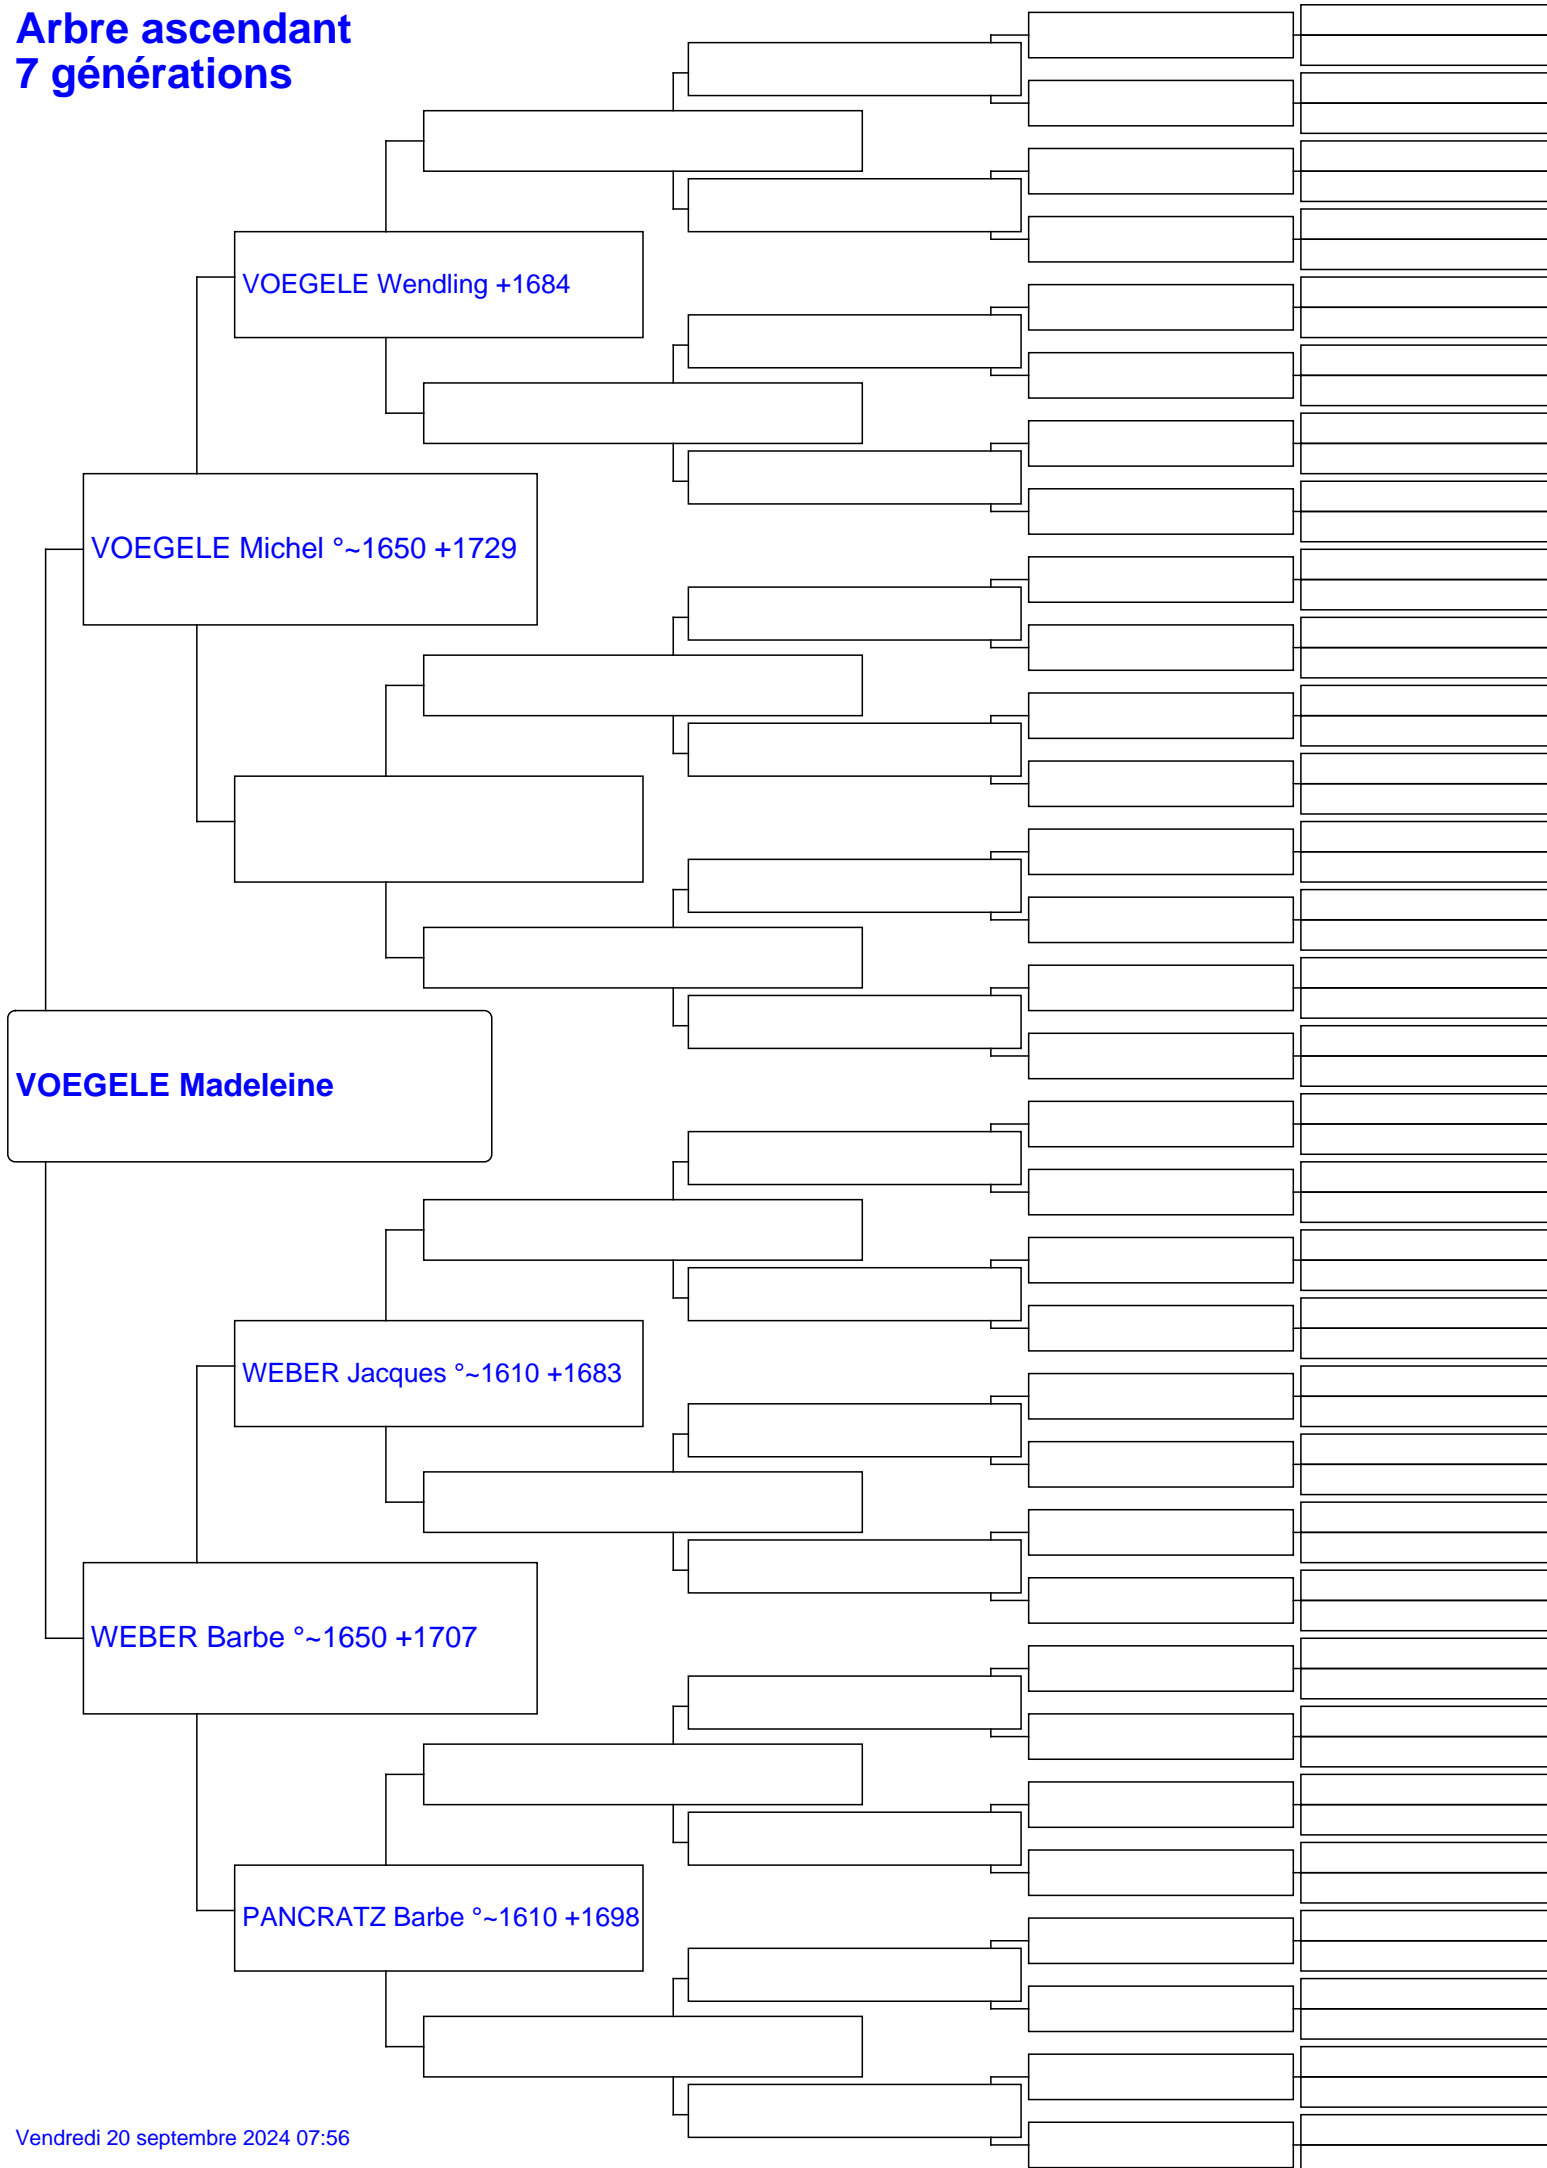 Arbre ascendant
7 générations
VOEGELE Wendling +1684
VOEGELE Michel °~1650 +1729
VOEGELE Madeleine
WEBER Jacques °~1610 +1683
WEBER Barbe °~1650 +1707
PANCRATZ Barbe °~1610 +1698
Vendredi 20 septembre 2024 07:56